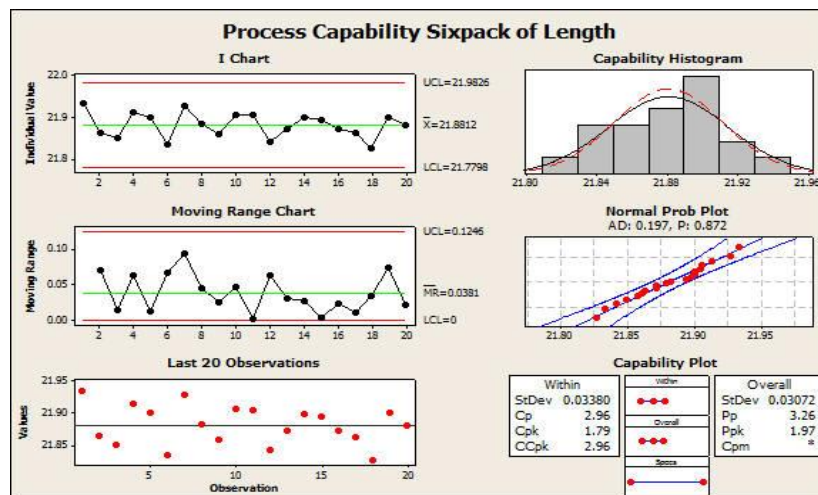 Process Capability Sixpack of Length
I Chart
Individual Value
22.0
21.9
21.8
2 4 6 8 10 12 14 16 18 20
UCL=21.9826
X̄=21.8812
LCL=21.7798
Capability Histogram
21.80 21.84 21.88 21.92 21.96
Moving Range Chart
Moving Range
0.10
0.05
0.00
2 4 6 8 10 12 14 16 18 20
UCL=0.1246
M̄R̄=0.0381
LCL=0
Normal Prob Plot
AD: 0.197, P: 0.872
21.80 21.85 21.90 21.95
Last 20 Observations
Values
21.95
21.90
21.85
5 10 15 20
Observation
Capability Plot
Within
StDev 0.03380
Cp 2.96
Cpk 1.79
CCpk 2.96
Within
Overall
Specs
Overall
StDev 0.03072
Pp 3.26
Ppk 1.97
Cpm *